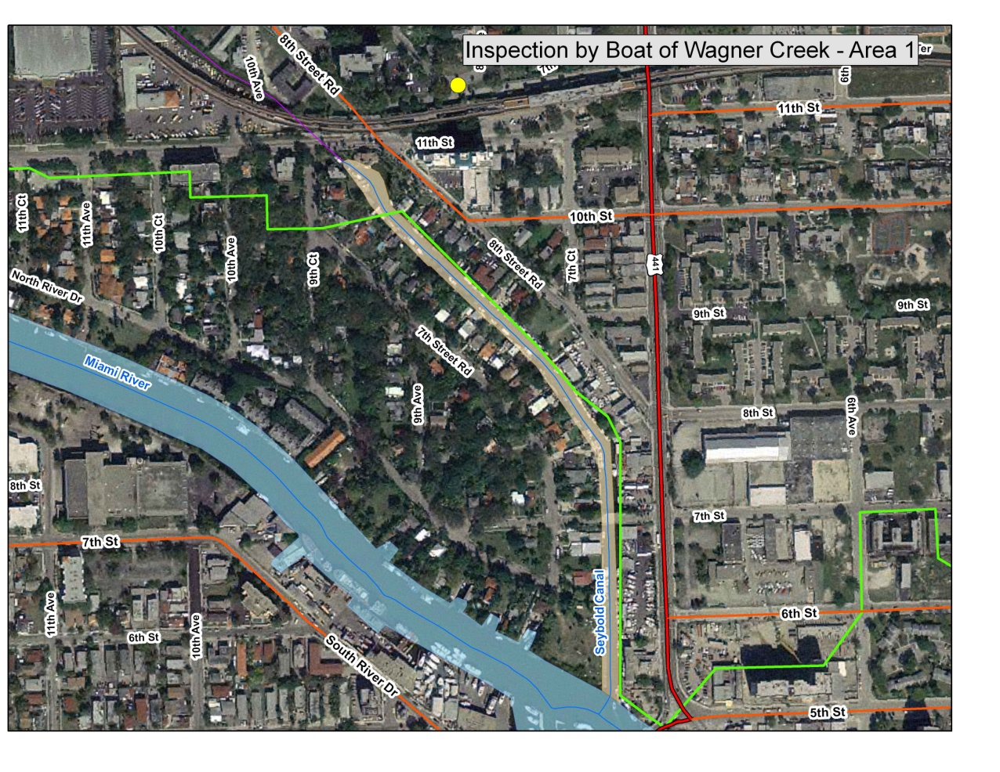 Inspection by Boat of Wagner Creek - Area 1
8th Street Rd
10th Ave
7th
6th
11th St
11th St
11th Ct
11th Ave
10th Ct
10th Ave
9th Ct
10th St
8th Street Rd
7th Ct
441
North River Dr
9th St
9th St
7th Street Rd
Miami River
9th Ave
8th St
6th Ave
8th St
7th St
7th St
Seybold Canal
6th St
11th Ave
10th Ave
6th St
South River Dr
5th St